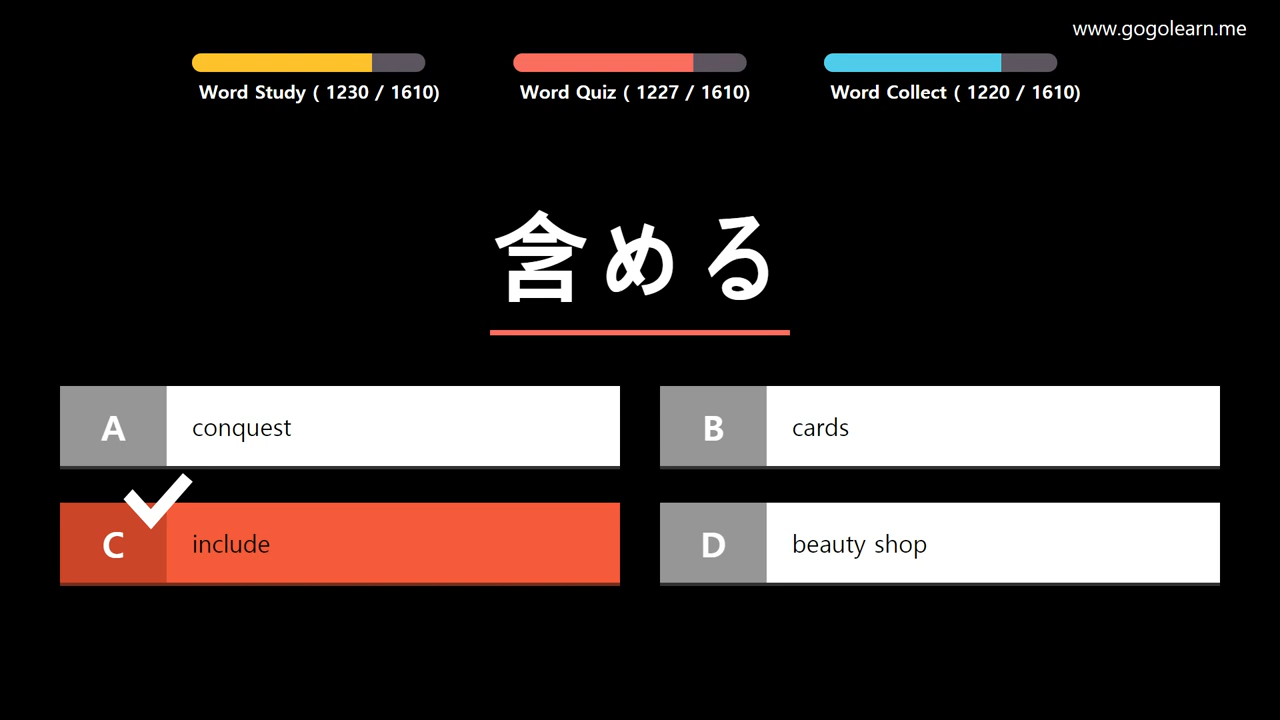 www.gogolearn.me
Word Study ( 1230 / 1610)
Word Quiz ( 1227 / 1610)
Word Collect ( 1220 / 1610)
含める
A conquest
B cards
C include
D beauty shop